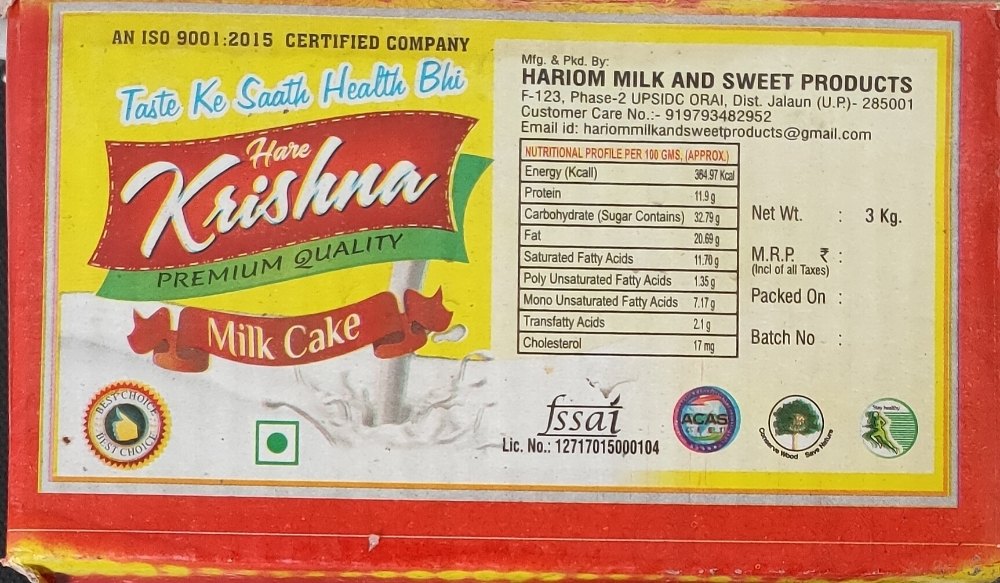 AN ISO 9001:2015 CERTIFIED COMPANY
Taste Ke Saath Health Bhi
Hare
Krishna
PREMIUM QUALITY
Milk Cake
BEST CHOICE
BEST CHOICE
Mfg. & Pkd. By:
HARIOM MILK AND SWEET PRODUCTS
F-123, Phase-2 UPSIDC ORAI, Dist. Jalaun (U.P.)- 285001
Customer Care No.:- 919793482952
Email id: hariommilkandsweetproducts@gmail.com
NUTRITIONAL PROFILE PER 100 GMS, (APPROX.)
Energy (Kcall) 364.97 Kcal
Protein 11.9 g
Carbohydrate (Sugar Contains) 32.79 g
Fat 20.69 g
Saturated Fatty Acids 11.70 g
Poly Unsaturated Fatty Acids 1.35 g
Mono Unsaturated Fatty Acids 7.17 g
Transfatty Acids 2.1 g
Cholesterol 17 mg
Net Wt. : 3 Kg.
M.R.P. ₹ :
(Incl of all Taxes)
Packed On :
Batch No :
fssai
Lic. No.: 12717015000104
ACAS
Conserve Wood Save Nature
Stay healthy